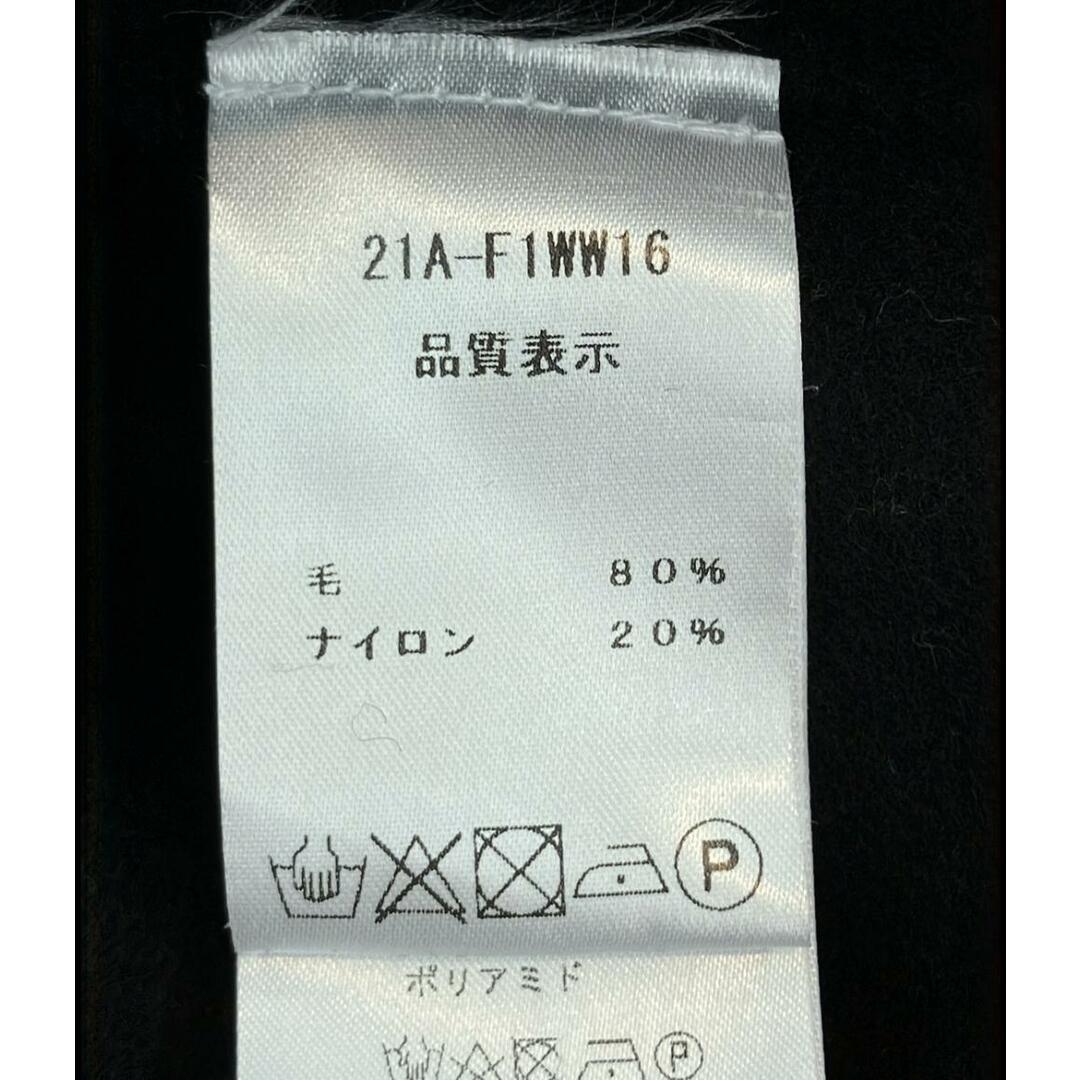 21A-F1WW16
品質表示
毛 80%
ナイロン 20%
P
ポリアミド
P